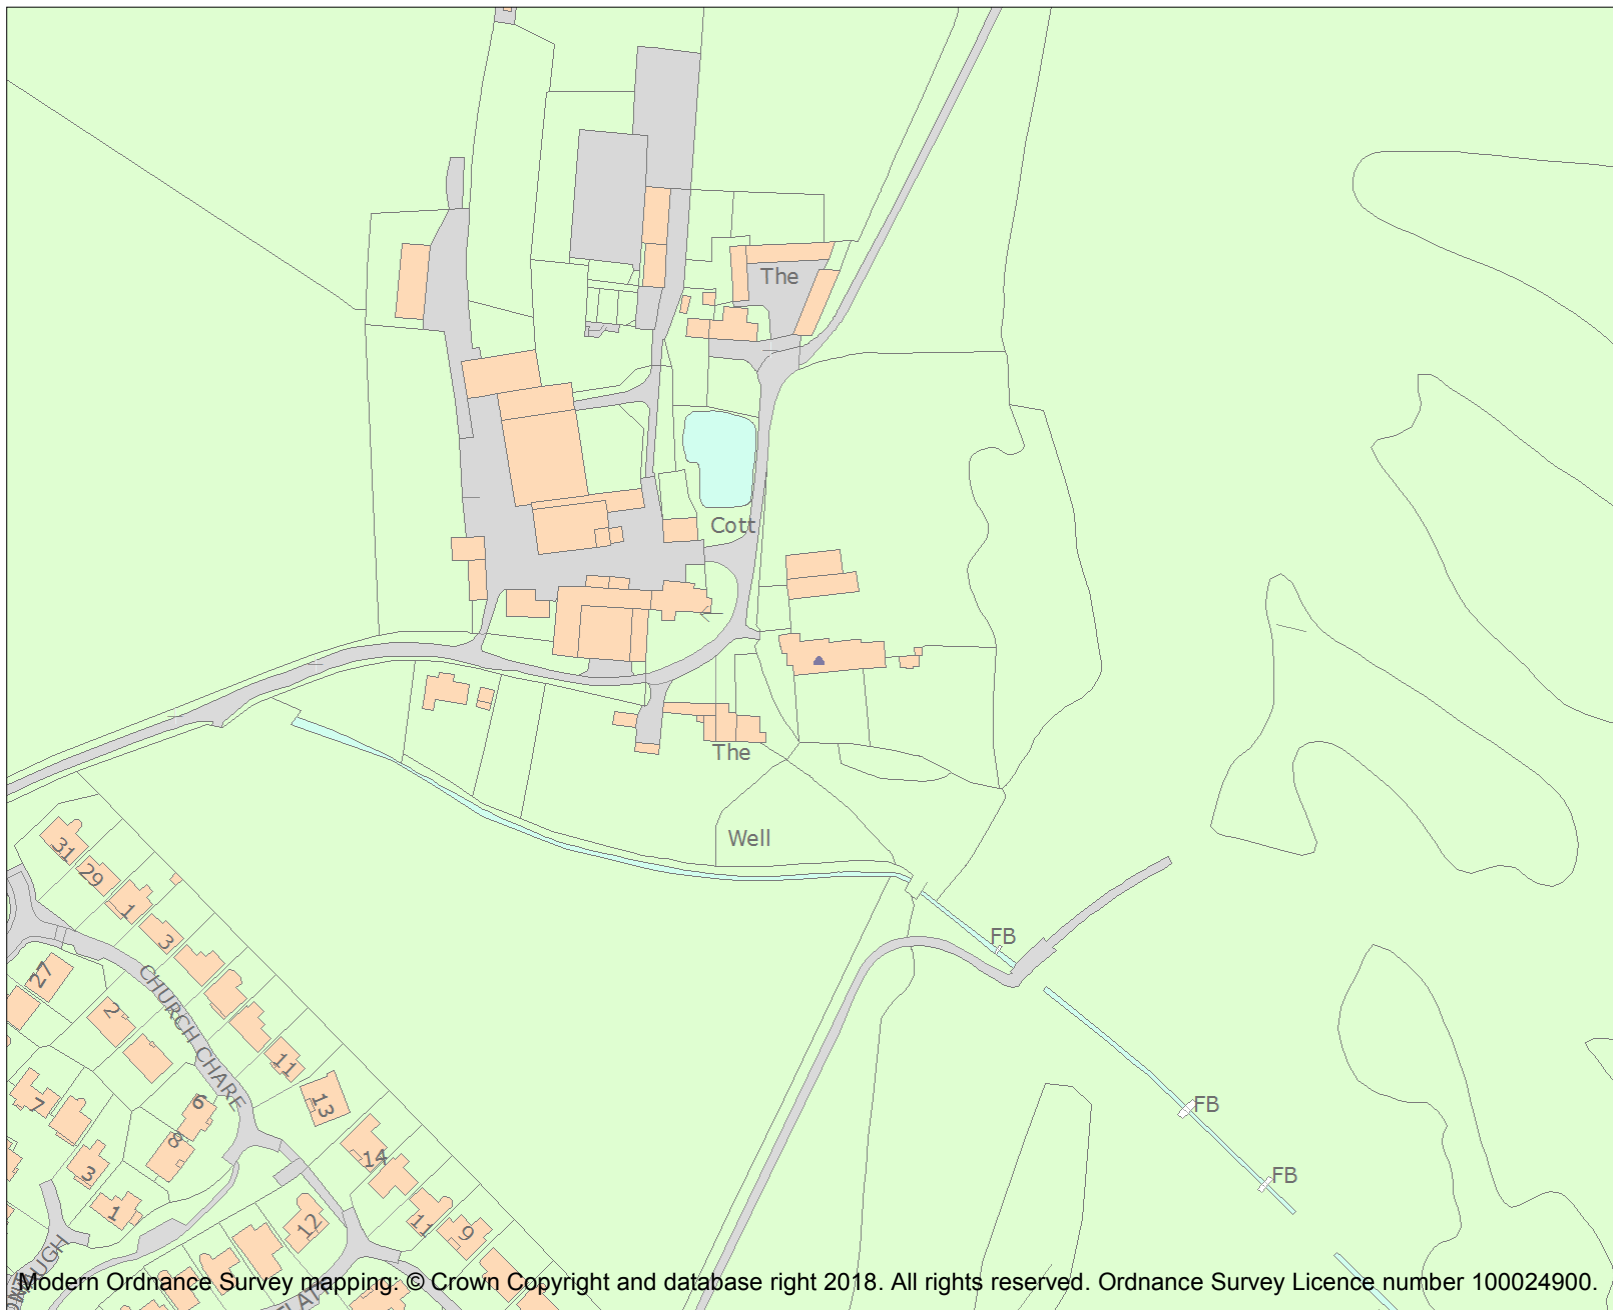 The
Cott
The
Well
FB
FB
FB
31
29
1
3
27
2
11
13
7
6
8
3
1
14
11
9
12
CHURCH CHARE
Modern Ordnance Survey mapping: © Crown Copyright and database right 2018. All rights reserved. Ordnance Survey Licence number 100024900.